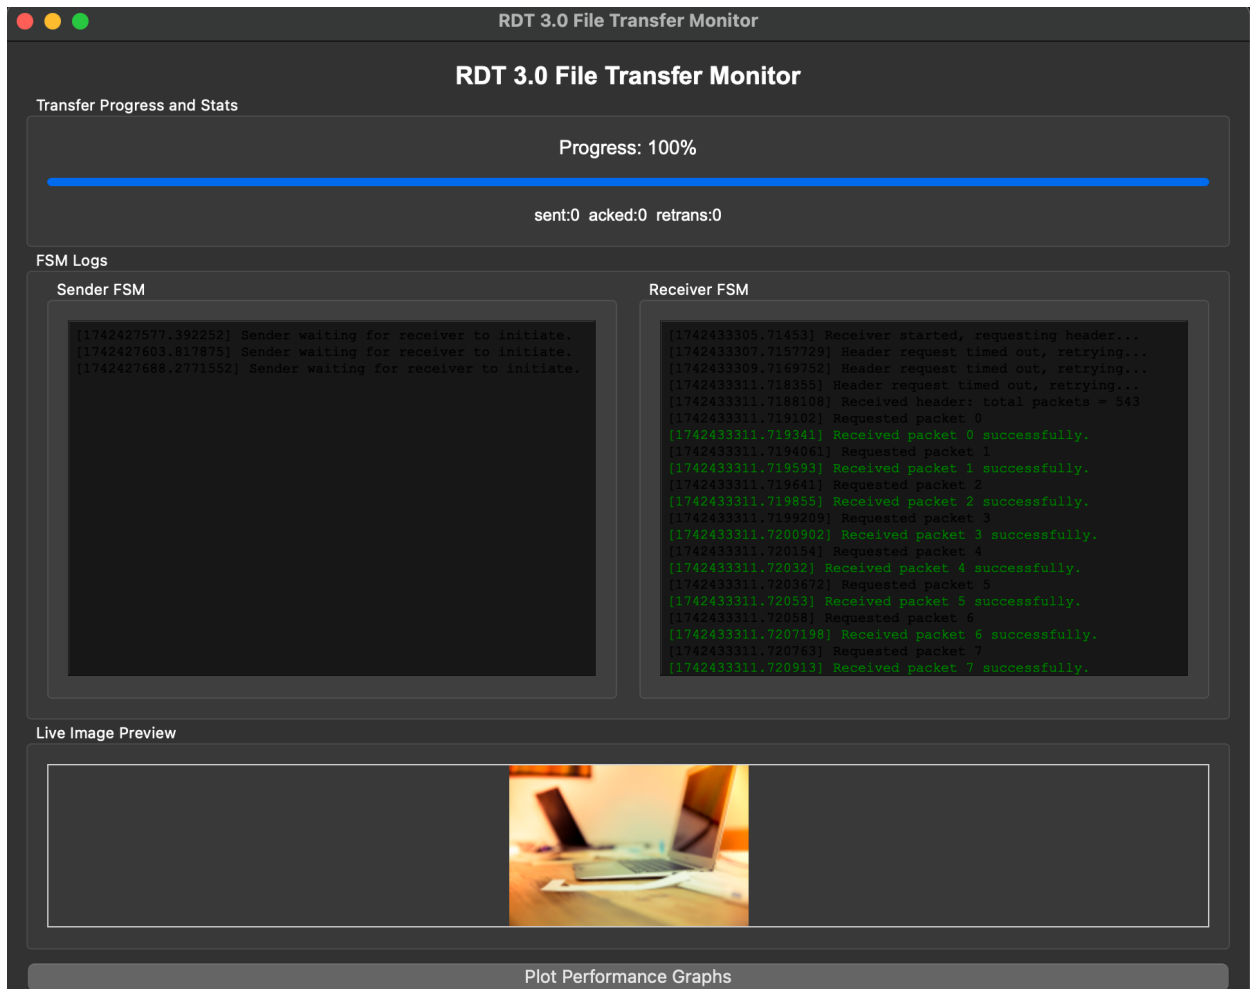 RDT 3.0 File Transfer Monitor
RDT 3.0 File Transfer Monitor
Transfer Progress and Stats
Progress: 100%
sent:0 acked:0 retrans:0
FSM Logs
Sender FSM
[1742427577.392252] Sender waiting for receiver to initiate.
[1742427603.817875] Sender waiting for receiver to initiate.
[1742427688.2771552] Sender waiting for receiver to initiate.
Receiver FSM
[1742433305.71453] Receiver started, requesting header...
[1742433307.7157729] Header request timed out, retrying...
[1742433309.7169752] Header request timed out, retrying...
[1742433311.718355] Header request timed out, retrying...
[1742433311.7188108] Received header: total packets = 543
[1742433311.719102] Requested packet 0
[1742433311.719341] Received packet 0 successfully.
[1742433311.7194061] Requested packet 1
[1742433311.719593] Received packet 1 successfully.
[1742433311.719641] Requested packet 2
[1742433311.719855] Received packet 2 successfully.
[1742433311.7199209] Requested packet 3
[1742433311.7200902] Received packet 3 successfully.
[1742433311.720154] Requested packet 4
[1742433311.72032] Received packet 4 successfully.
[1742433311.7203672] Requested packet 5
[1742433311.72053] Received packet 5 successfully.
[1742433311.72058] Requested packet 6
[1742433311.7207198] Received packet 6 successfully.
[1742433311.720763] Requested packet 7
[1742433311.720913] Received packet 7 successfully.
Live Image Preview
Plot Performance Graphs